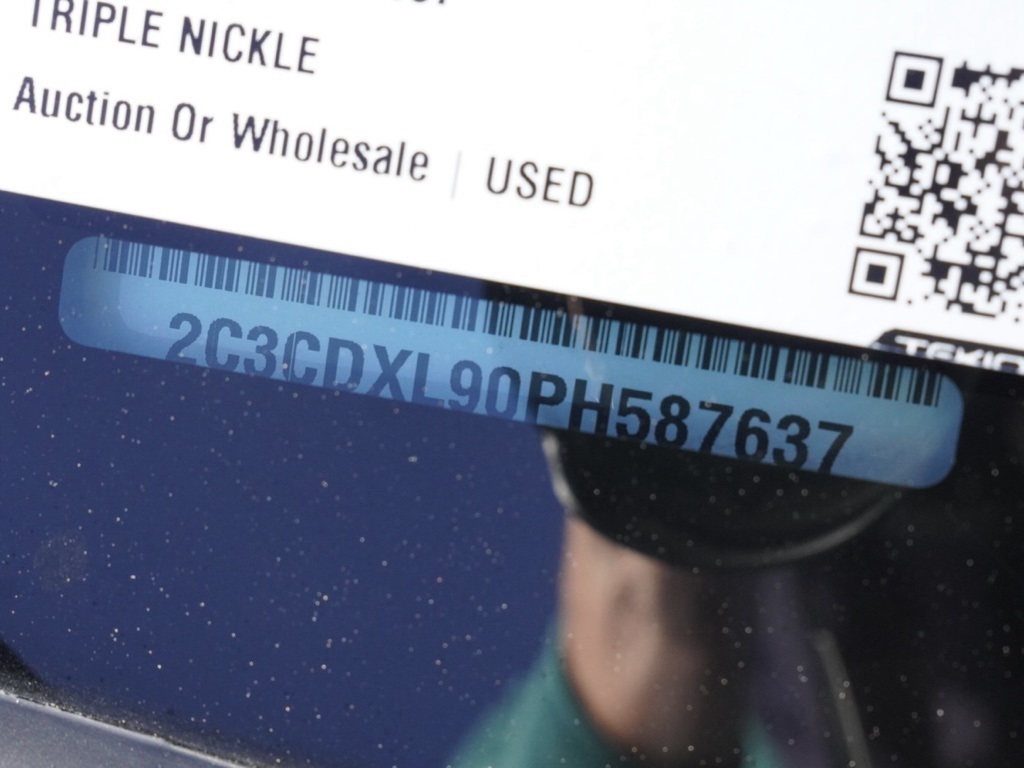 TRIPLE NICKLE
Auction Or Wholesale | USED
2C3CDXL90PH587637